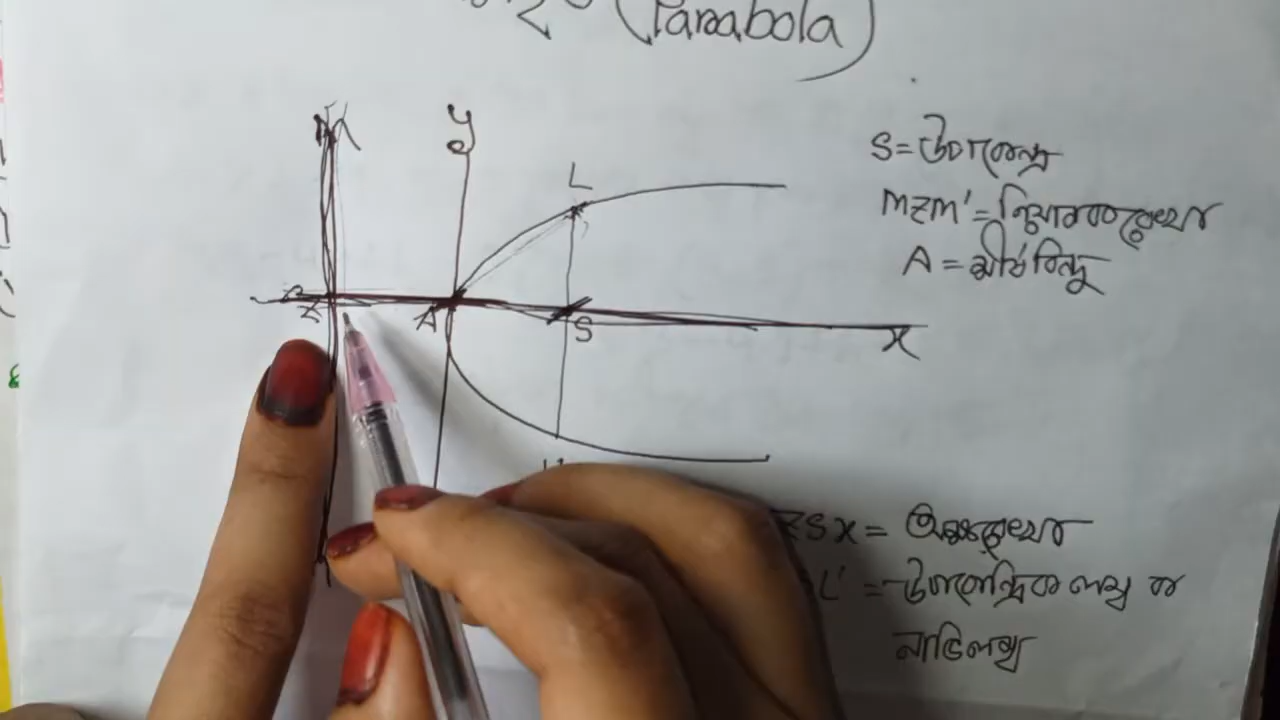 (Parabola)
M
y
L
S = উপকেন্দ্র
MZM' = নিয়ামকরেখা
A = শীর্ষবিন্দু
Z
A
S
x
ZSX = অক্ষরেখা
L' = উপকেন্দ্রিক লম্ব বা
নাভিলম্ব